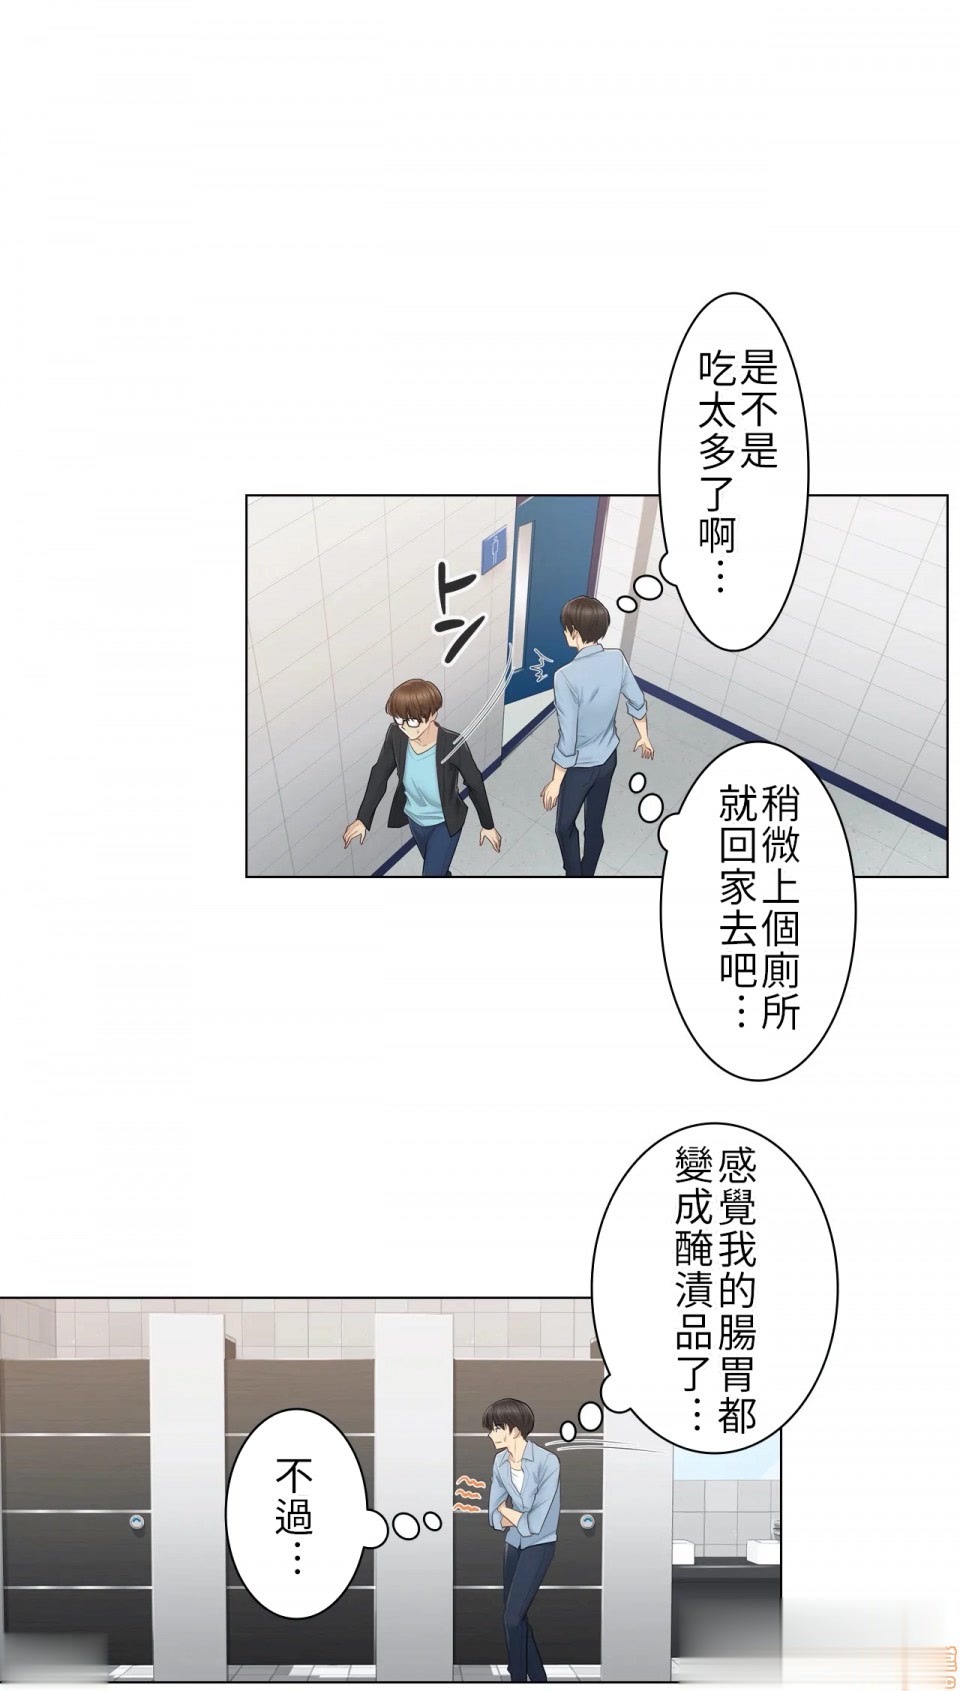 是不是
吃太多了啊…
トン
稍微上個廁所
就回家去吧…
感覺我的腸胃都
變成醃漬品了…
不過…